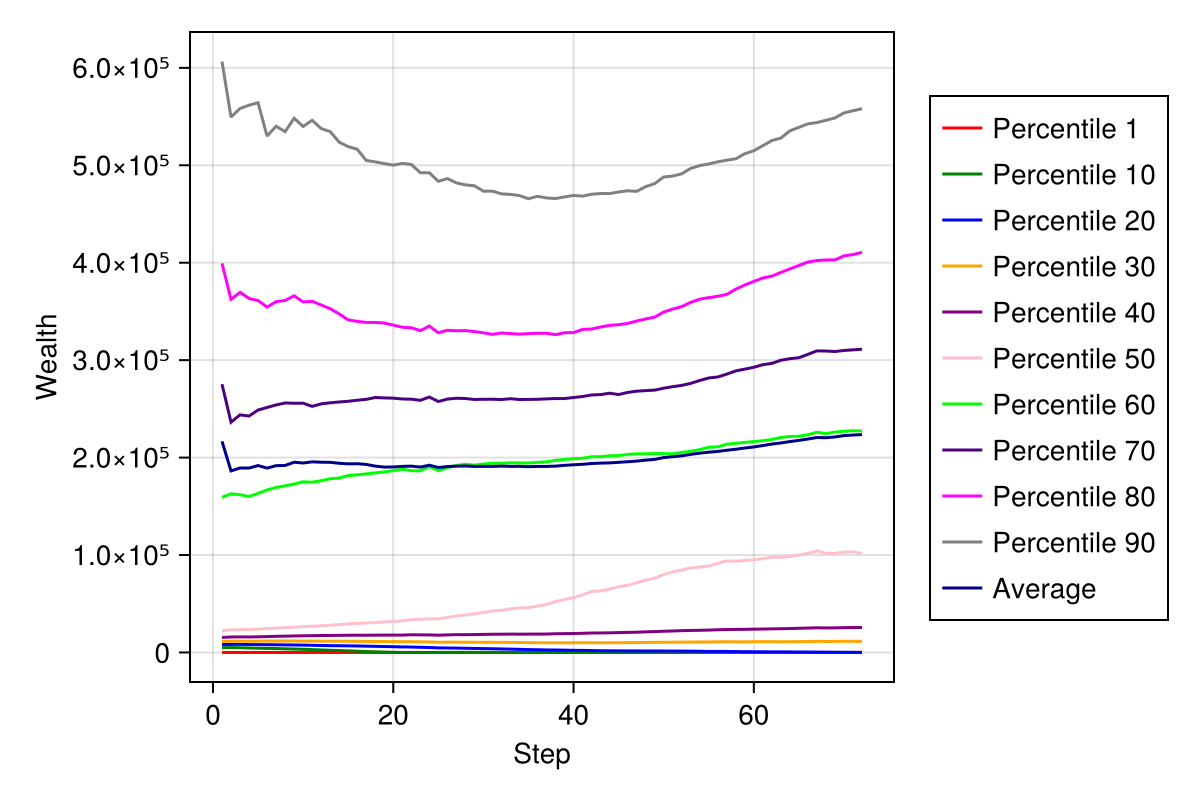 6.0×10⁵
5.0×10⁵
4.0×10⁵
3.0×10⁵
2.0×10⁵
1.0×10⁵
0
Wealth
0 20 40 60
Step
Percentile 1
Percentile 10
Percentile 20
Percentile 30
Percentile 40
Percentile 50
Percentile 60
Percentile 70
Percentile 80
Percentile 90
Average